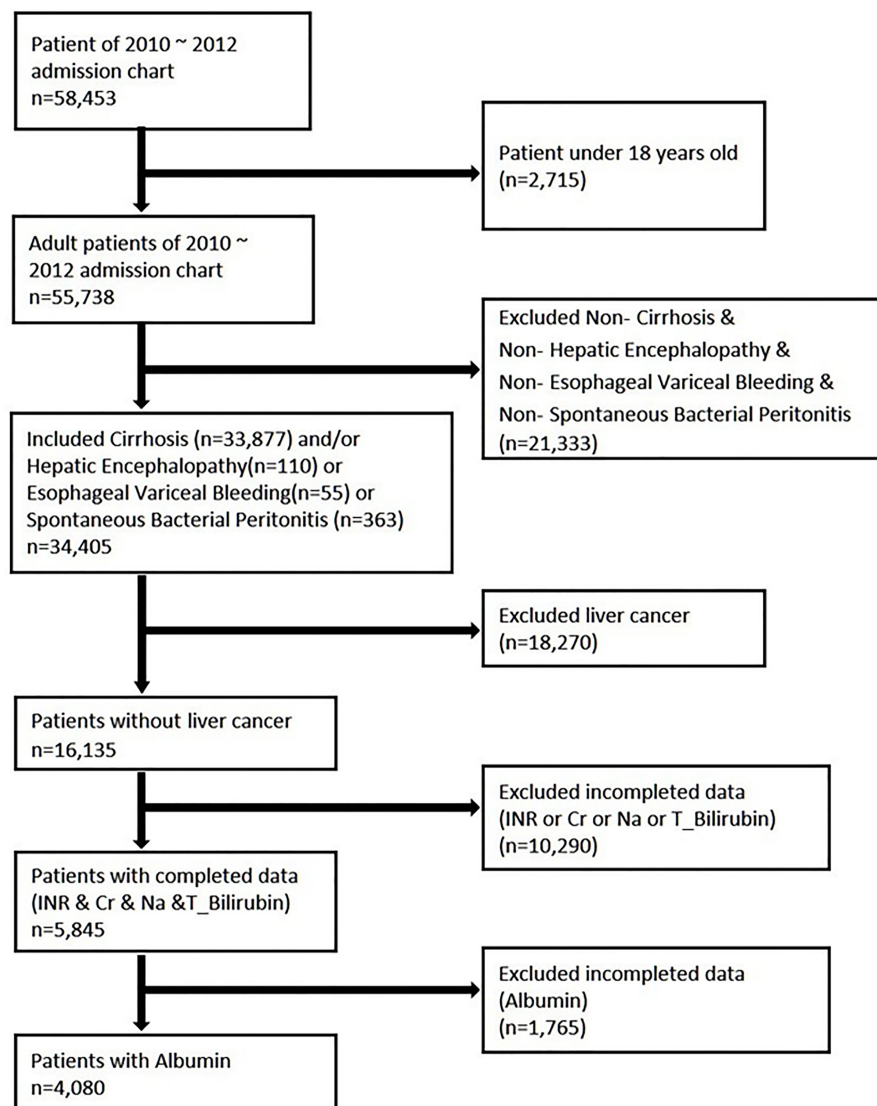 Patient of 2010 ~ 2012
admission chart
n=58,453
Patient under 18 years old
(n=2,715)
Adult patients of 2010 ~
2012 admission chart
n=55,738
Excluded Non- Cirrhosis &
Non- Hepatic Encephalopathy &
Non- Esophageal Variceal Bleeding &
Non- Spontaneous Bacterial Peritonitis
(n=21,333)
Included Cirrhosis (n=33,877) and/or
Hepatic Encephalopathy(n=110) or
Esophageal Variceal Bleeding(n=55) or
Spontaneous Bacterial Peritonitis (n=363)
n=34,405
Excluded liver cancer
(n=18,270)
Patients without liver cancer
n=16,135
Excluded incompleted data
(INR or Cr or Na or T_Bilirubin)
(n=10,290)
Patients with completed data
(INR & Cr & Na &T_Bilirubin)
n=5,845
Excluded incompleted data
(Albumin)
(n=1,765)
Patients with Albumin
n=4,080